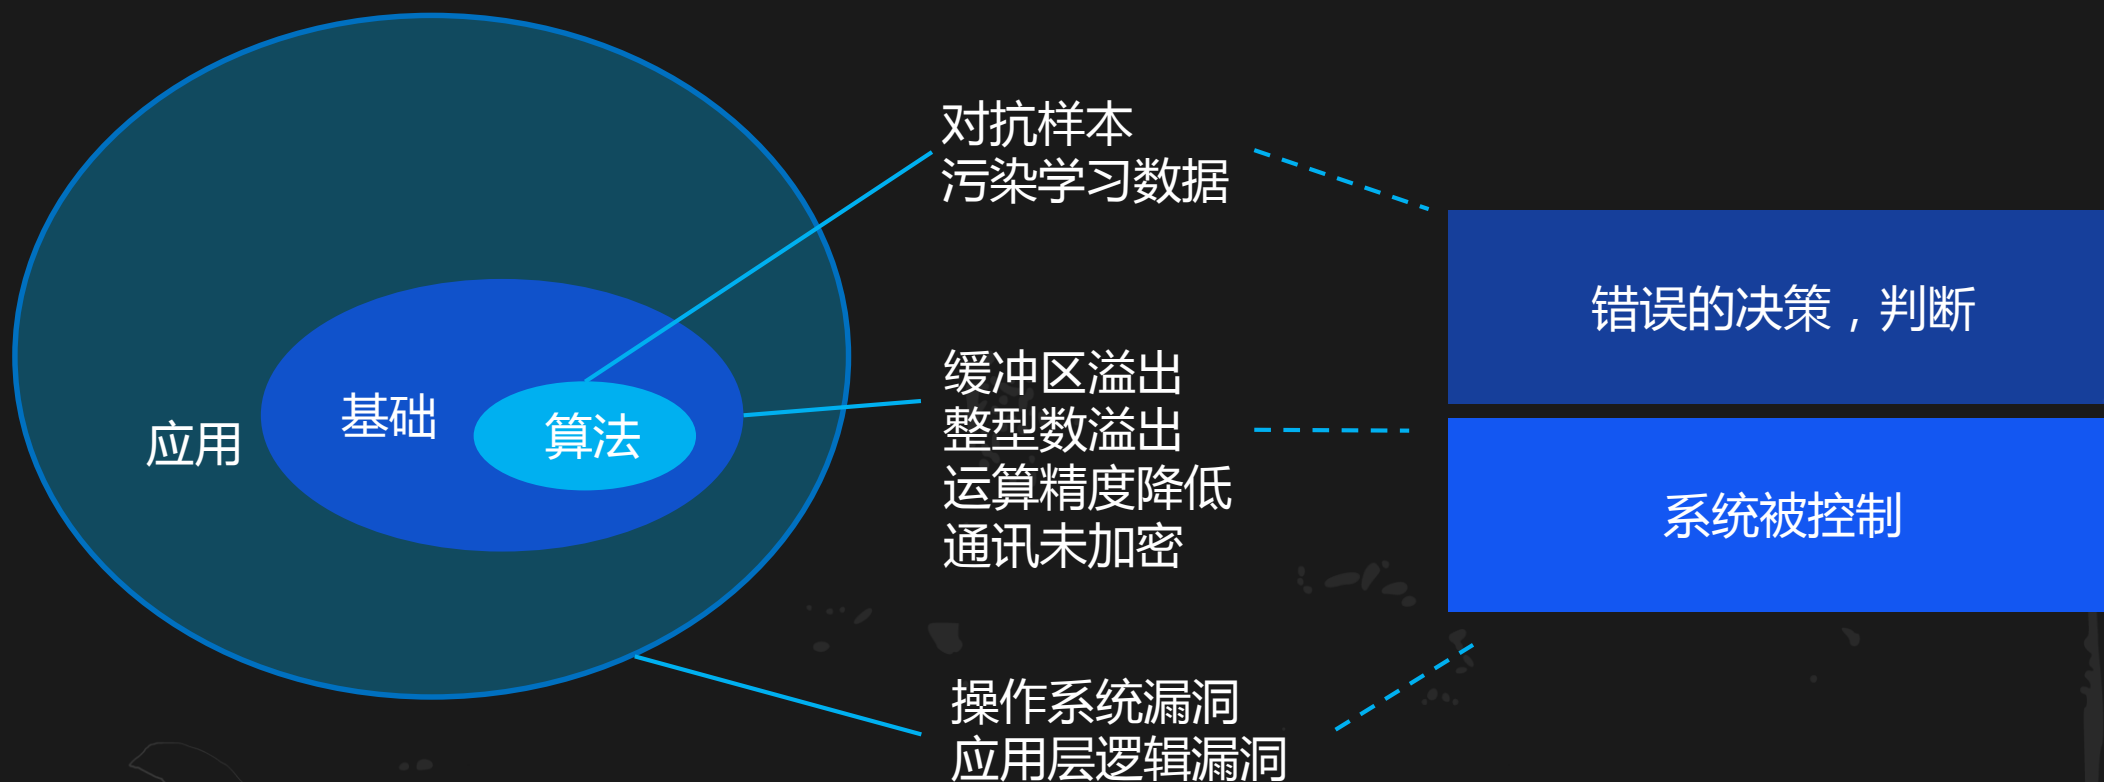 应用
基础
算法
对抗样本
污染学习数据
缓冲区溢出
整型数溢出
运算精度降低
通讯未加密
操作系统漏洞
应用层逻辑漏洞
错误的决策，判断
系统被控制